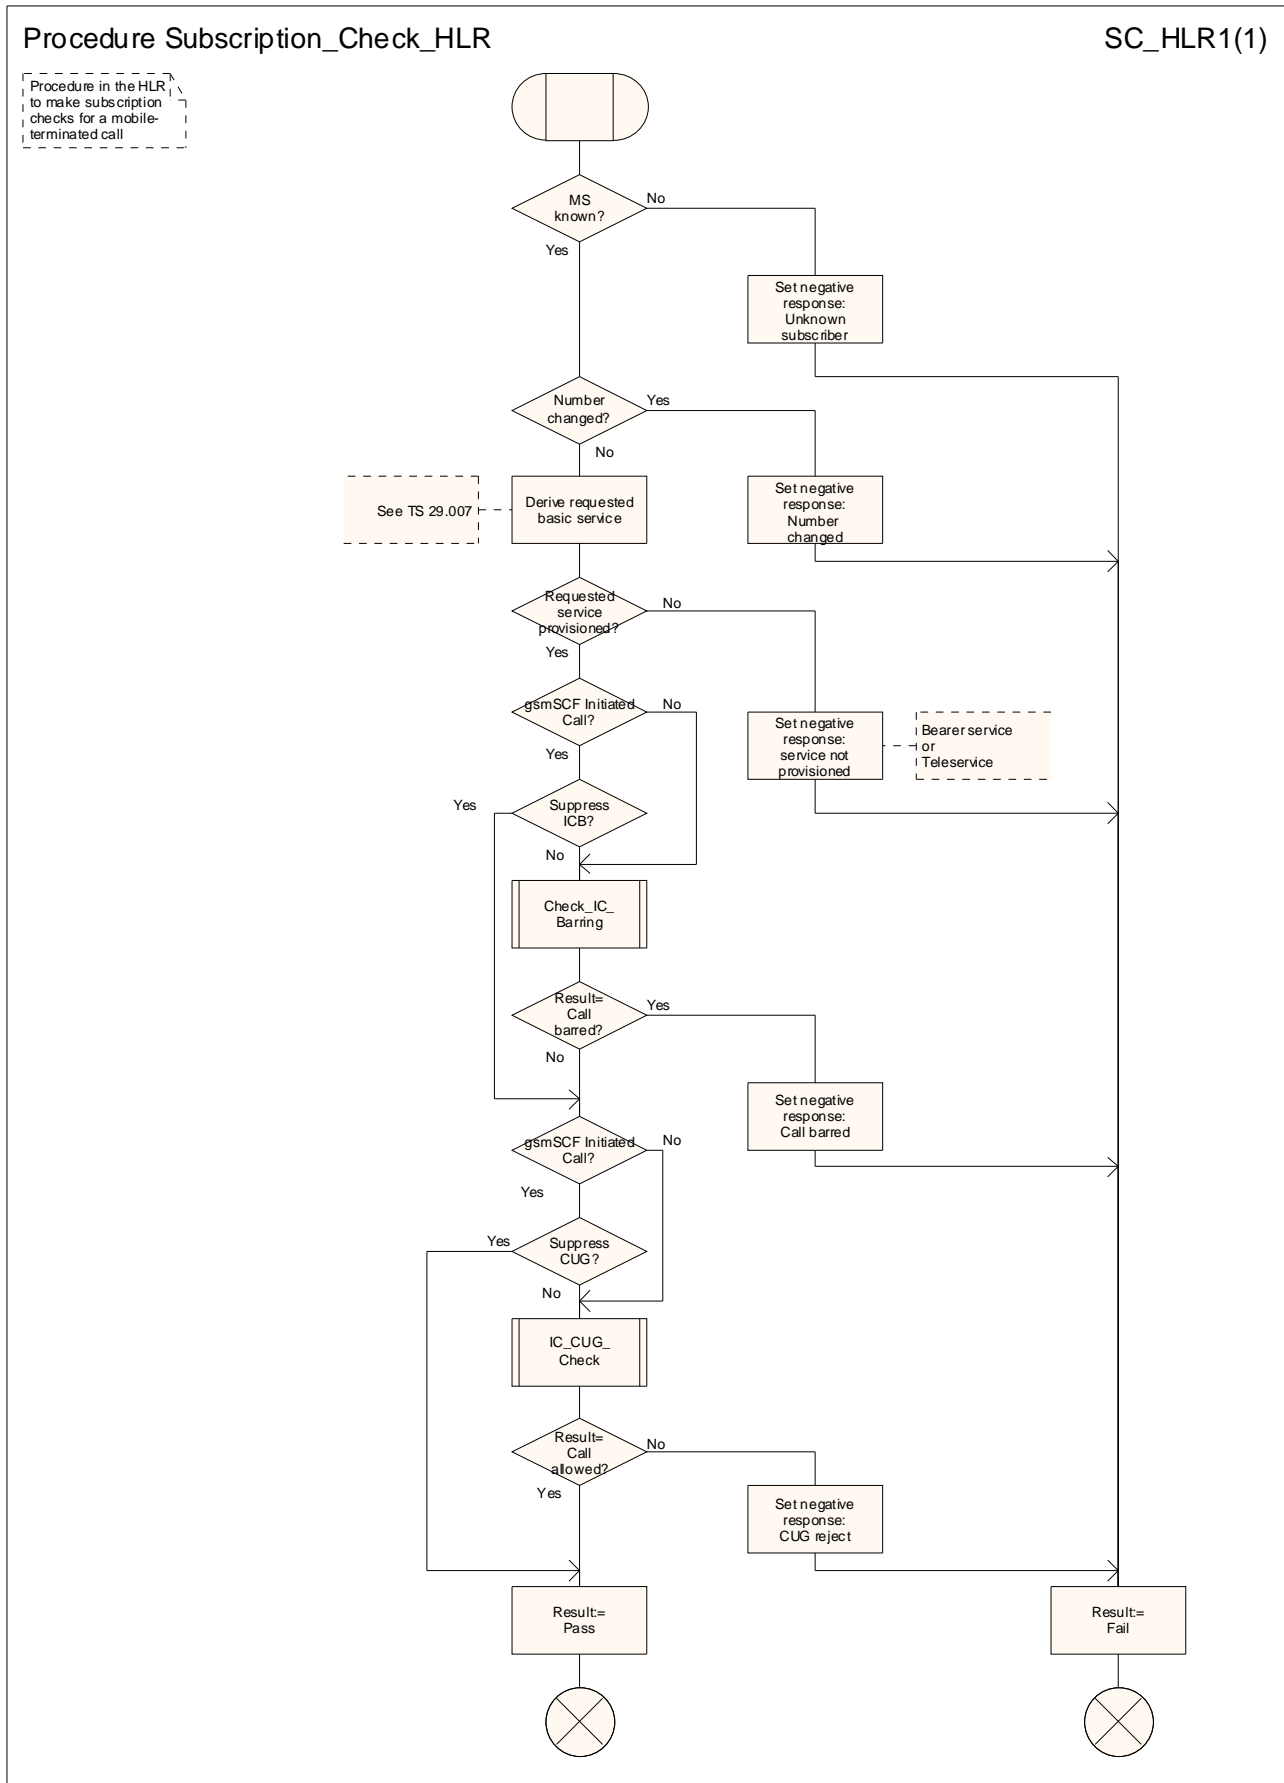 Procedure Subscription_Check_HLR
SC_HLR1(1)
Procedure in the HLR
to make subscription
checks for a mobile-
terminated call
MS
known?
No
Yes
Set negative
response:
Unknown
subscriber
Number
changed?
Yes
No
See TS 29.007
Derive requested
basic service
Set negative
response:
Number
changed
Requested
service
provisioned?
No
Yes
gsmSCF Initiated
Call?
No
Yes
Set negative
response:
service not
provisioned
Bearer service
or
Teleservice
Suppress
ICB?
Yes
No
Check_IC_
Barring
Result=
Call
barred?
Yes
No
Set negative
response:
Call barred
gsmSCF Initiated
Call?
No
Yes
Suppress
CUG?
Yes
No
IC_CUG_
Check
Result=
Call
allowed?
No
Yes
Set negative
response:
CUG reject
Result:=
Pass
Result:=
Fail